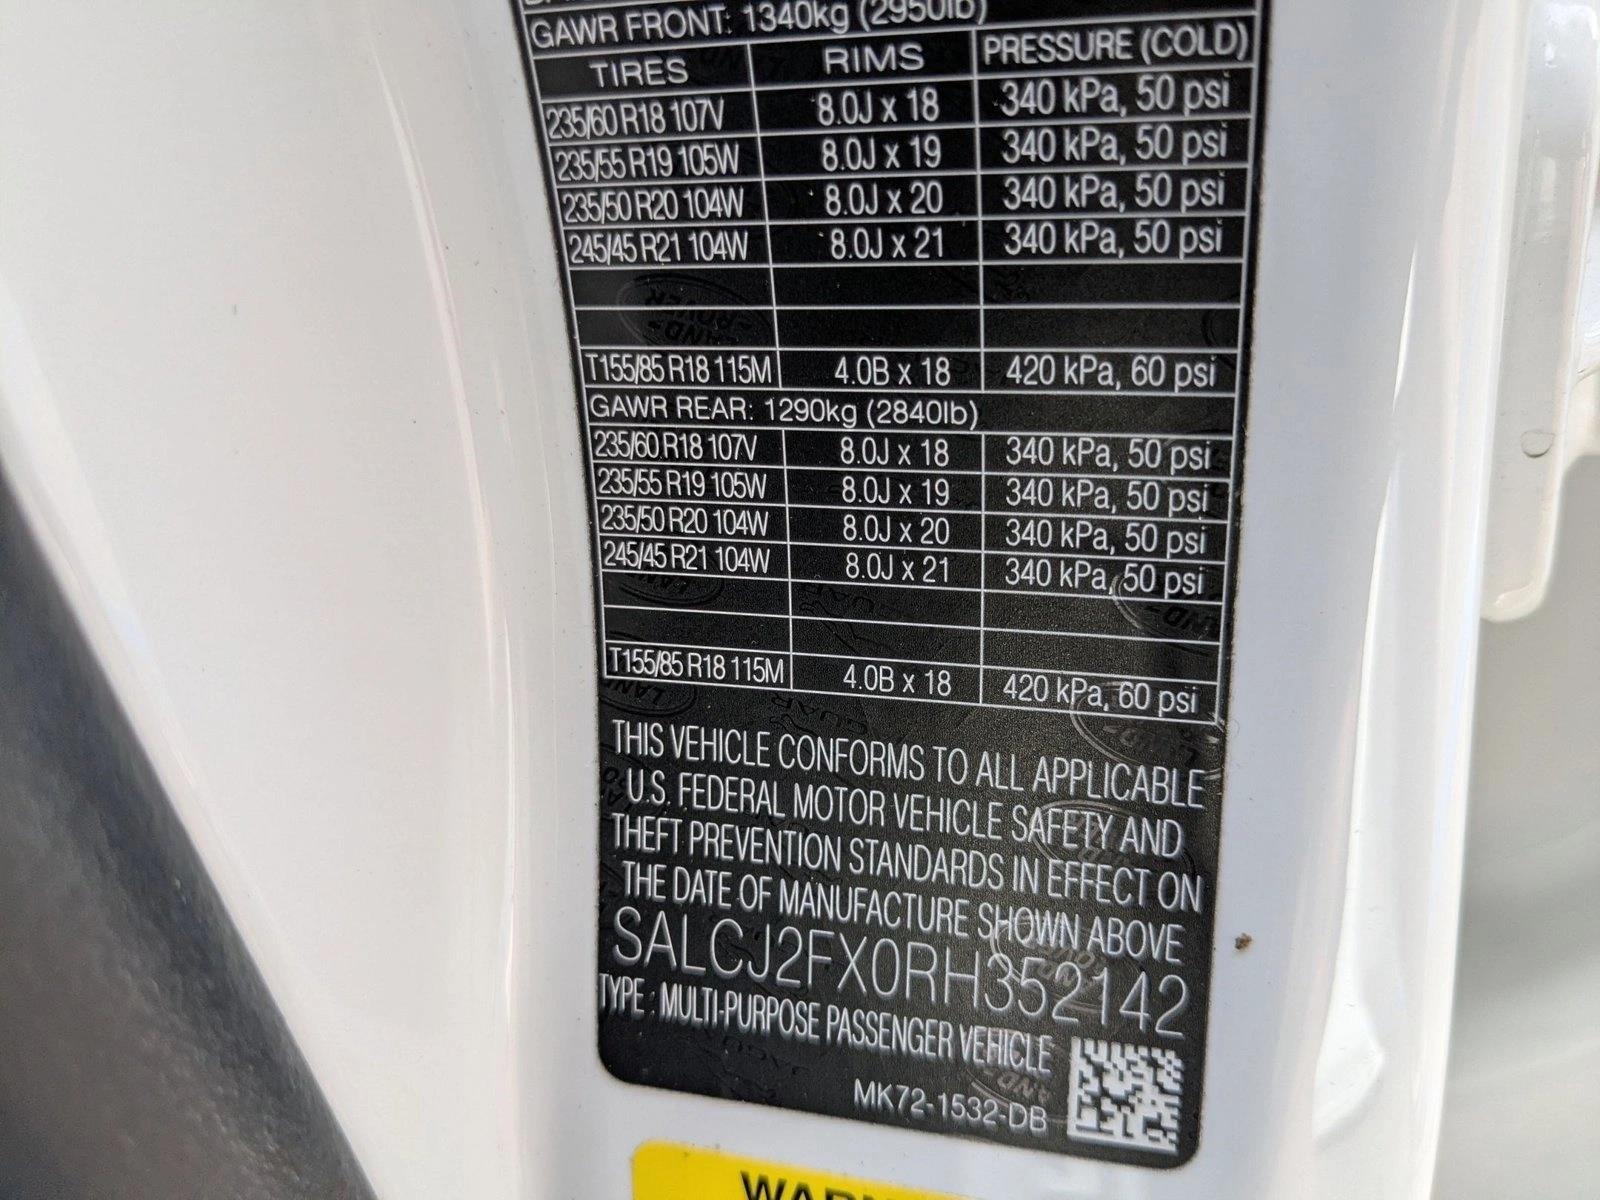 GAWR FRONT: 1340kg (2950lb)
TIRES RIMS PRESSURE (COLD)
235/60 R18 107V 8.0J x 18 340 kPa, 50 psi
235/55 R19 105W 8.0J x 19 340 kPa, 50 psi
235/50 R20 104W 8.0J x 20 340 kPa, 50 psi
245/45 R21 104W 8.0J x 21 340 kPa, 50 psi
T155/85 R18 115M 4.0B x 18 420 kPa, 60 psi
GAWR REAR: 1290kg (2840lb)
235/60 R18 107V 8.0J x 18 340 kPa, 50 psi
235/55 R19 105W 8.0J x 19 340 kPa, 50 psi
235/50 R20 104W 8.0J x 20 340 kPa, 50 psi
245/45 R21 104W 8.0J x 21 340 kPa, 50 psi
T155/85 R18 115M 4.0B x 18 420 kPa, 60 psi
THIS VEHICLE CONFORMS TO ALL APPLICABLE
U.S. FEDERAL MOTOR VEHICLE SAFETY AND
THEFT PREVENTION STANDARDS IN EFFECT ON
THE DATE OF MANUFACTURE SHOWN ABOVE
SALCJ2FX0RH352142
TYPE : MULTI-PURPOSE PASSENGER VEHICLE
MK72-1532-DB